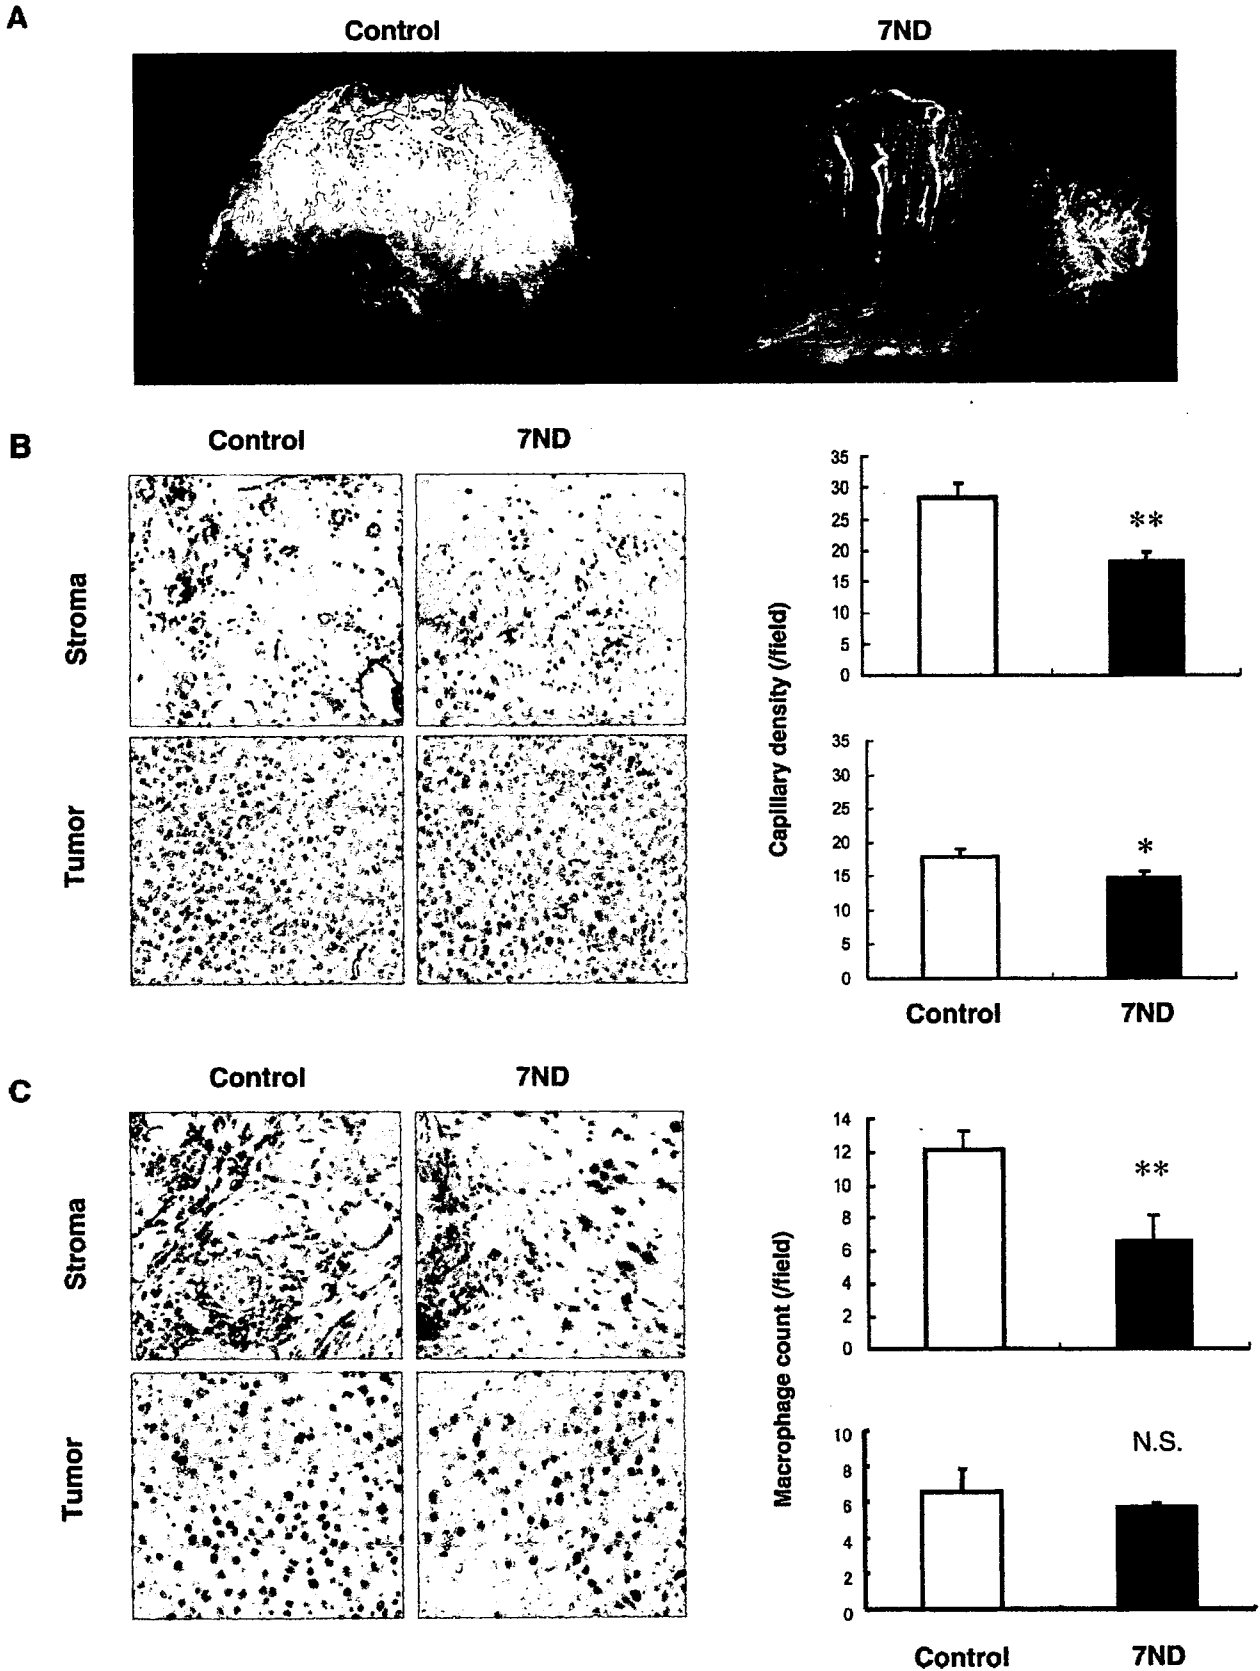 A
Control 7ND
B
Control 7ND
Stroma
Tumor
Capillary density (/field)
35
30
25
20
15
10
5
0
**
35
30
25
20
15
10
5
0
*
Control 7ND
C
Control 7ND
Stroma
Tumor
Macrophage count (/field)
14
12
10
8
6
4
2
0
**
10
8
6
4
2
0
N.S.
Control 7ND